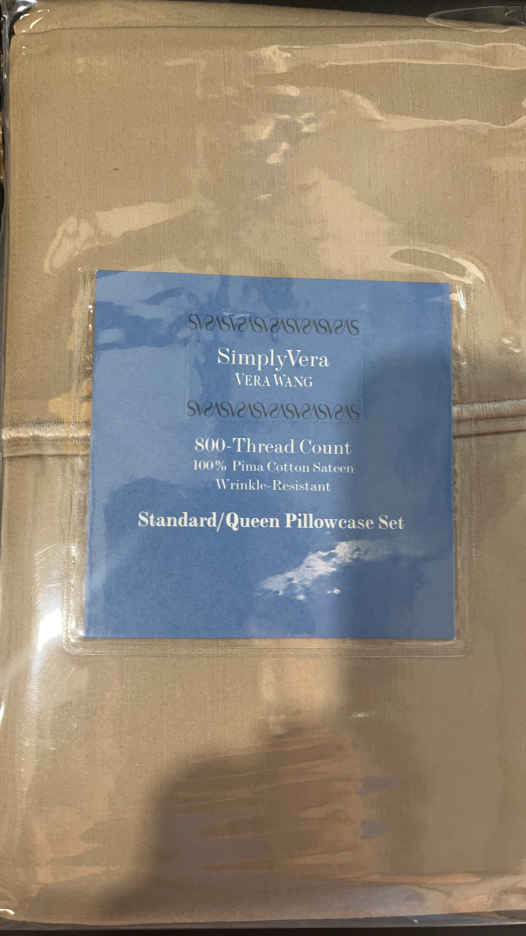 SimplyVera
VERA WANG
800-Thread Count
100% Pima Cotton Sateen
Wrinkle-Resistant
Standard/Queen Pillowcase Set